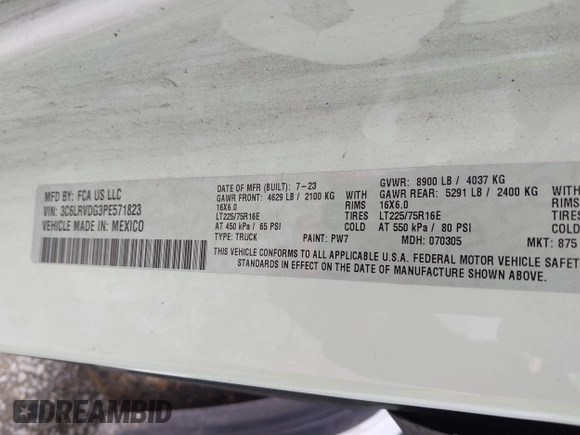 MFD BY: FCA US LLC
VIN: 3C6LRVDG3PE571823
VEHICLE MADE IN: MEXICO
DATE OF MFR (BUILT): 7-23
GAWR FRONT: 4629 LB / 2100 KG WITH
16X6.0 RIMS
LT225/75R16E TIRES
AT 450 kPa / 65 PSI COLD
TYPE: TRUCK PAINT: PW7
GVWR: 8900 LB / 4037 KG
GAWR REAR: 5291 LB / 2400 KG WITH
16X6.0 RIMS
LT225/75R16E TIRES
AT 550 kPa / 80 PSI COLD
MDH: 070305 MKT: 875
THIS VEHICLE CONFORMS TO ALL APPLICABLE U.S.A. FEDERAL MOTOR VEHICLE SAFET
STANDARDS IN EFFECT ON THE DATE OF MANUFACTURE SHOWN ABOVE.
DREAMBID